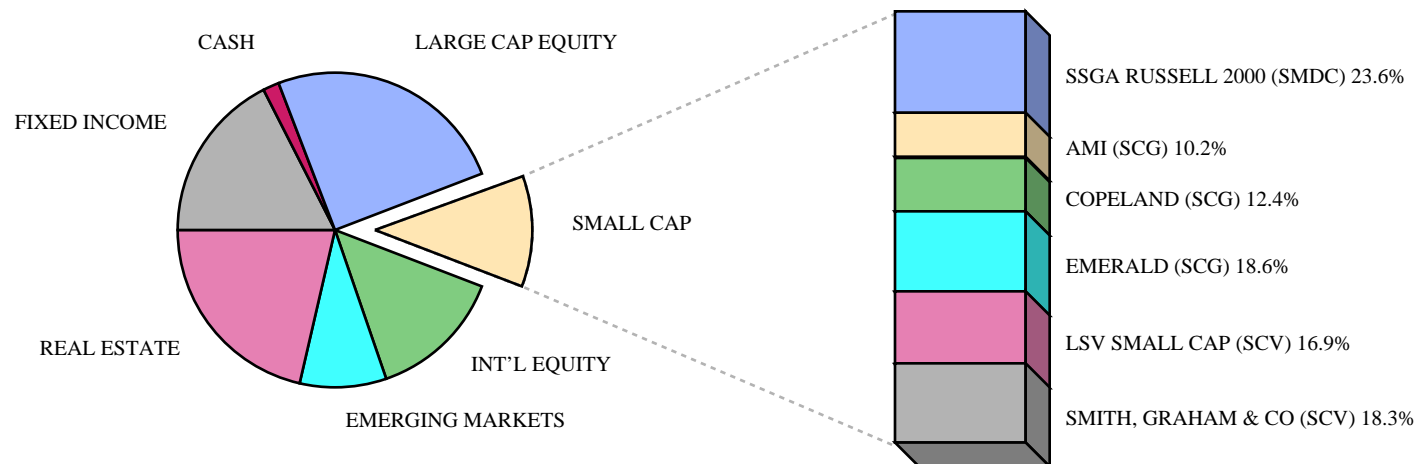 CASH
LARGE CAP EQUITY
FIXED INCOME
SMALL CAP
REAL ESTATE
INT'L EQUITY
EMERGING MARKETS
SSGA RUSSELL 2000 (SMDC) 23.6%
AMI (SCG) 10.2%
COPELAND (SCG) 12.4%
EMERALD (SCG) 18.6%
LSV SMALL CAP (SCV) 16.9%
SMITH, GRAHAM & CO (SCV) 18.3%